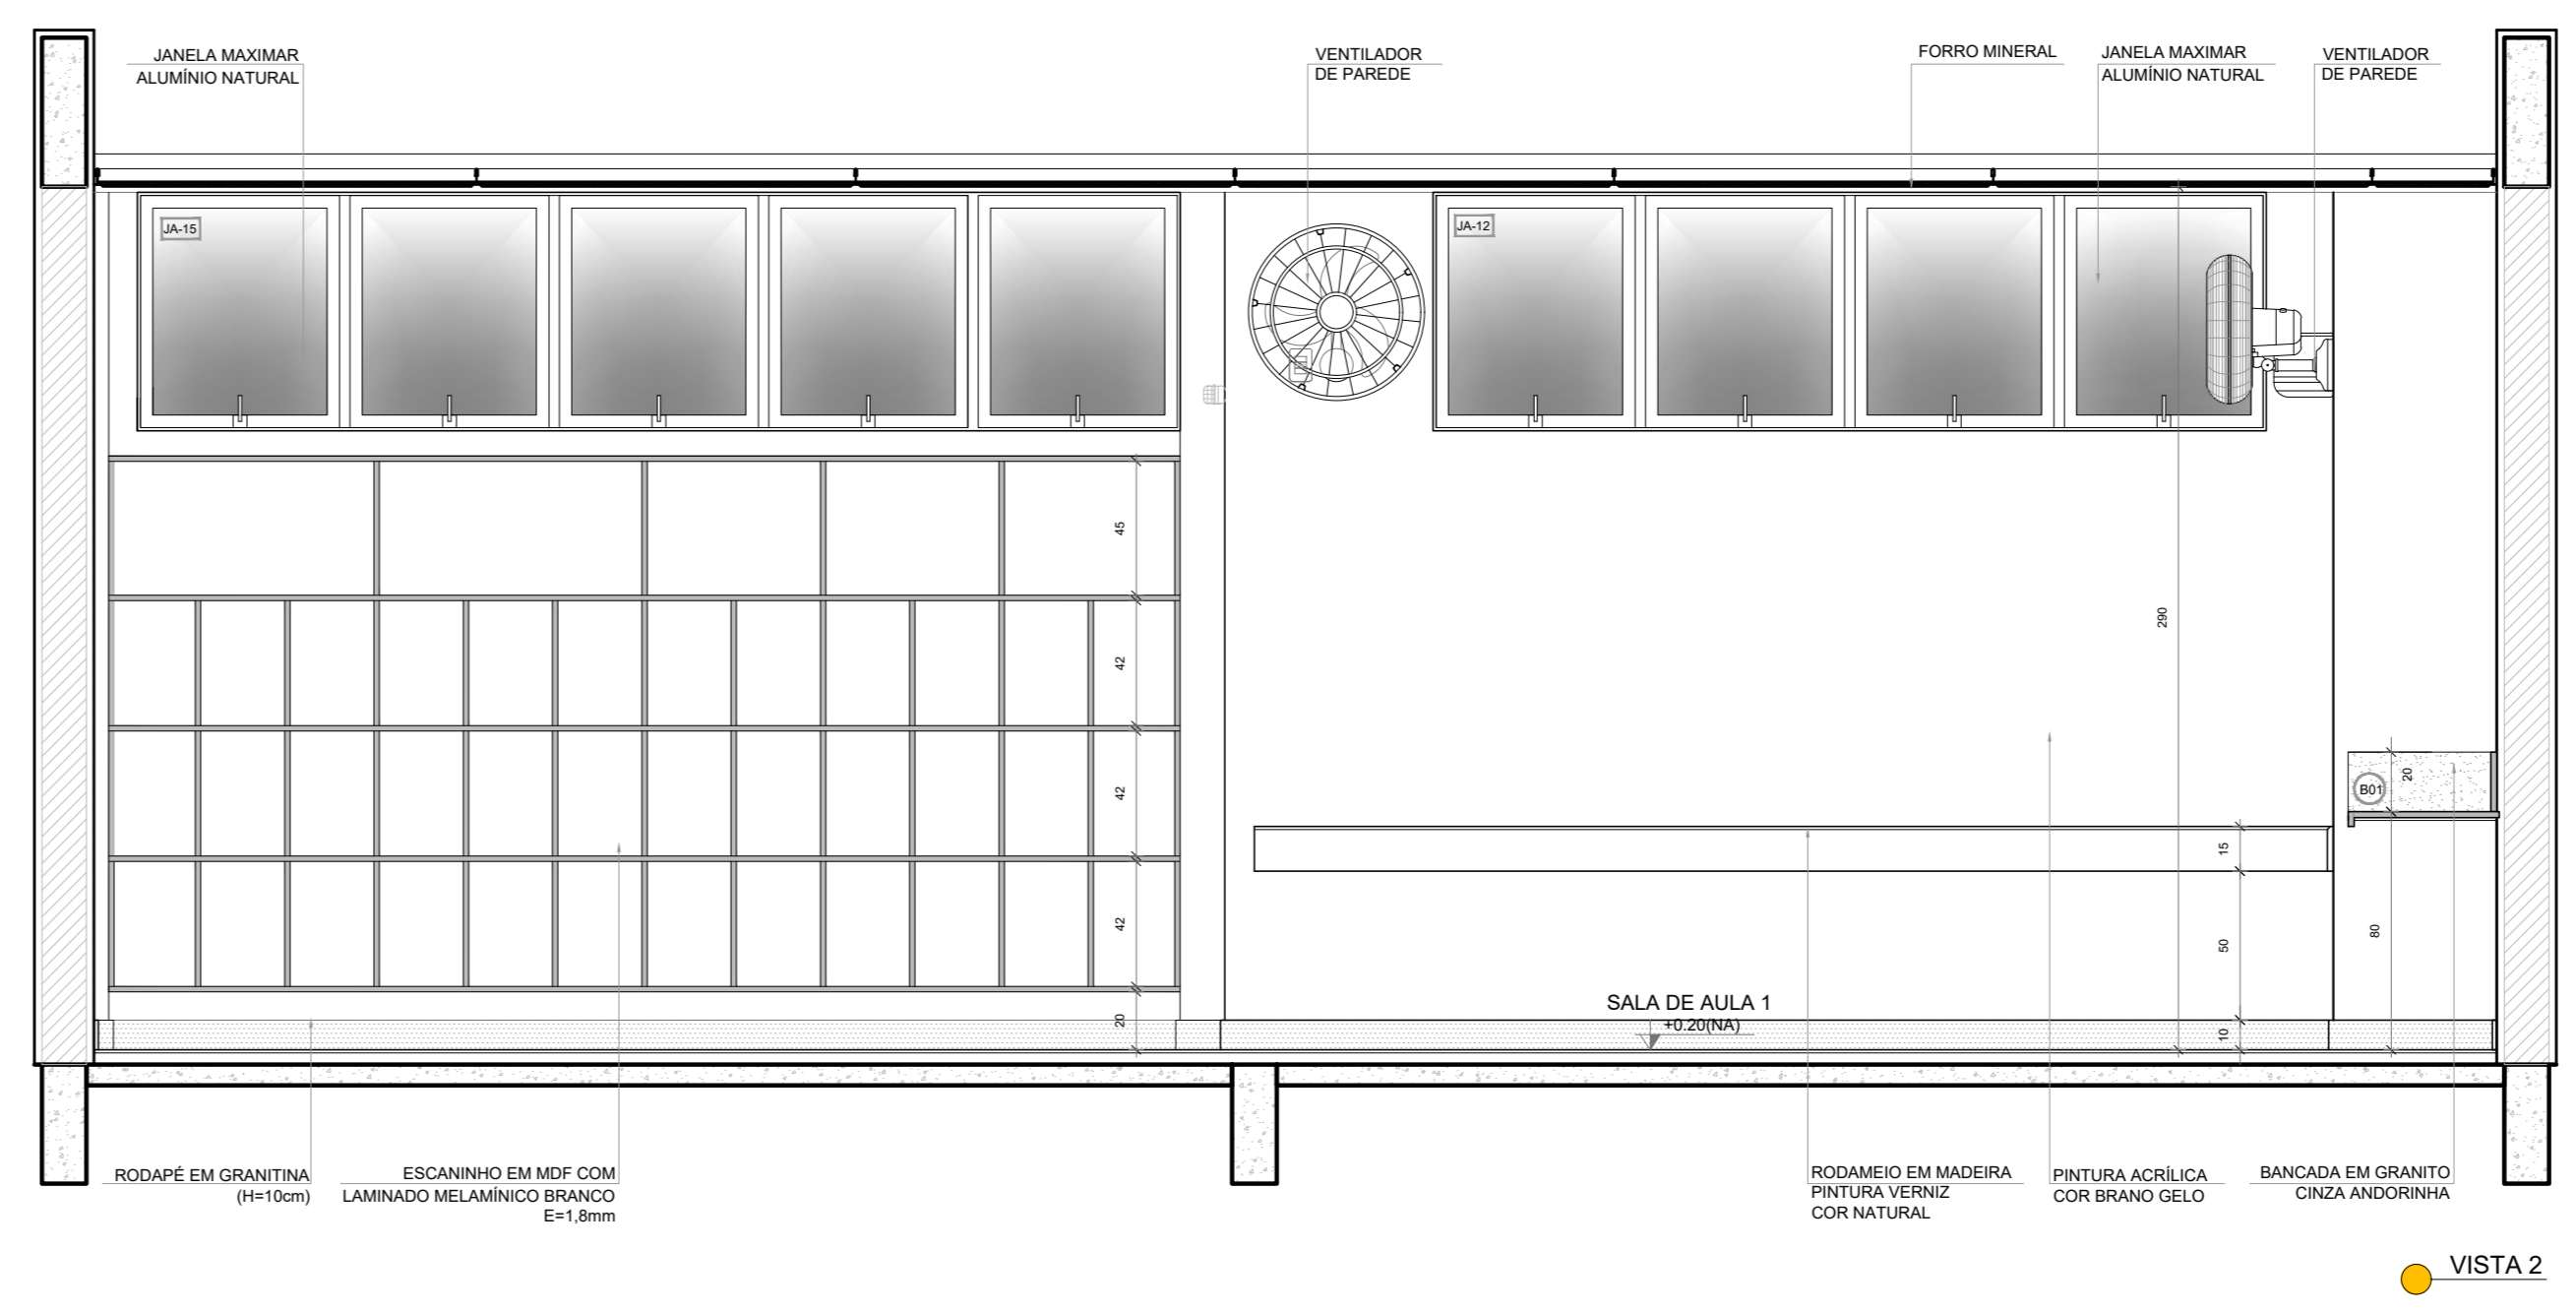 JANELA MAXIMAR
ALUMÍNIO NATURAL
VENTILADOR
DE PAREDE
FORRO MINERAL
JANELA MAXIMAR
ALUMÍNIO NATURAL
VENTILADOR
DE PAREDE
JA-15
JA-12
45
42
42
42
20
290
B01
20
15
50
80
10
SALA DE AULA 1
+0.20(NA)
RODAPÉ EM GRANITINA
(H=10cm)
ESCANINHO EM MDF COM
LAMINADO MELAMÍNICO BRANCO
E=1,8mm
RODAMEIO EM MADEIRA
PINTURA VERNIZ
COR NATURAL
PINTURA ACRÍLICA
COR BRANO GELO
BANCADA EM GRANITO
CINZA ANDORINHA
VISTA 2